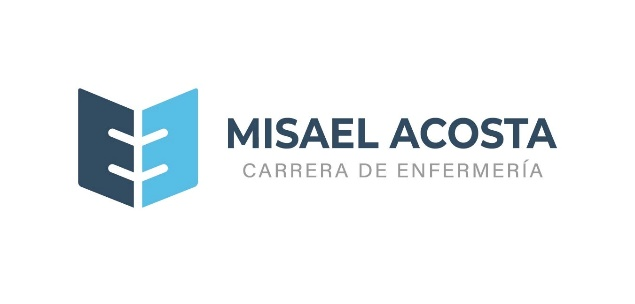 MISAEL ACOSTA
CARRERA DE ENFERMERÍA